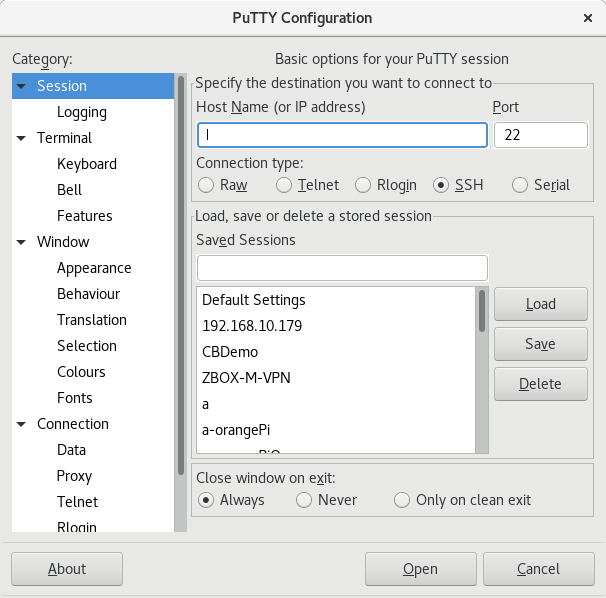 PuTTY Configuration
Category:
Session
Logging
Terminal
Keyboard
Bell
Features
Window
Appearance
Behaviour
Translation
Selection
Colours
Fonts
Connection
Data
Proxy
Telnet
Rlogin
Basic options for your PuTTY session
Specify the destination you want to connect to
Host Name (or IP address) Port
22
Connection type:
Raw Telnet Rlogin SSH Serial
Load, save or delete a stored session
Saved Sessions
Default Settings
192.168.10.179
CBDemo
ZBOX-M-VPN
a
a-orangePi
Load
Save
Delete
Close window on exit:
Always Never Only on clean exit
About Open Cancel